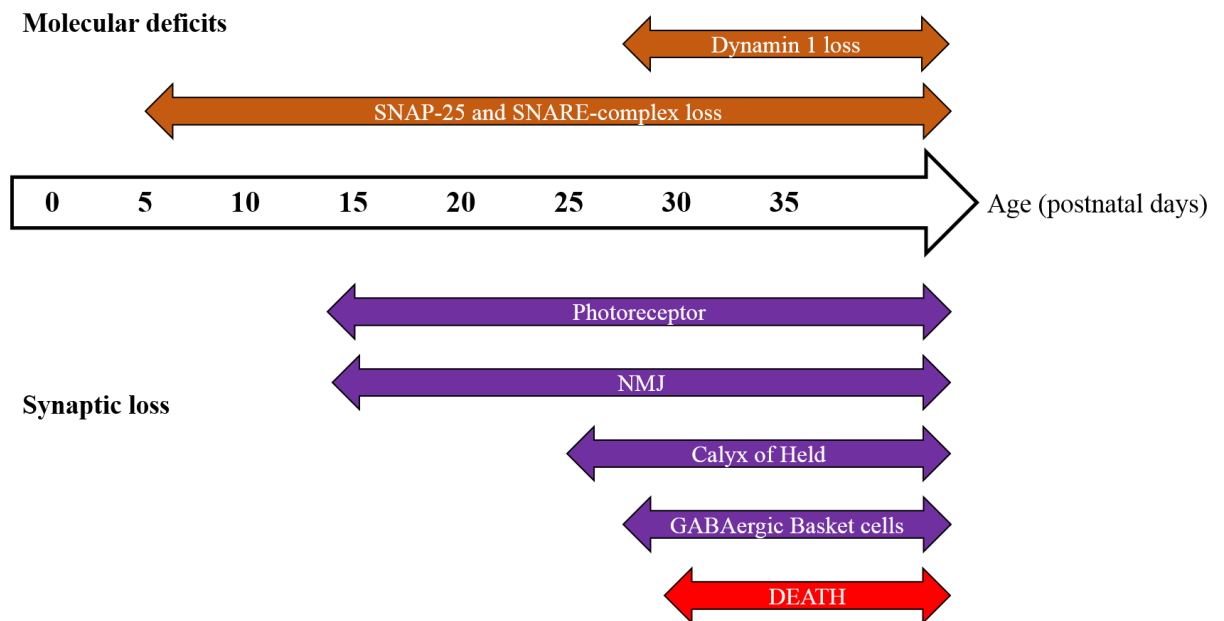 Molecular deficits
Dynamin 1 loss
SNAP-25 and SNARE-complex loss
0 5 10 15 20 25 30 35
Age (postnatal days)
Photoreceptor
NMJ
Synaptic loss
Calyx of Held
GABAergic Basket cells
DEATH